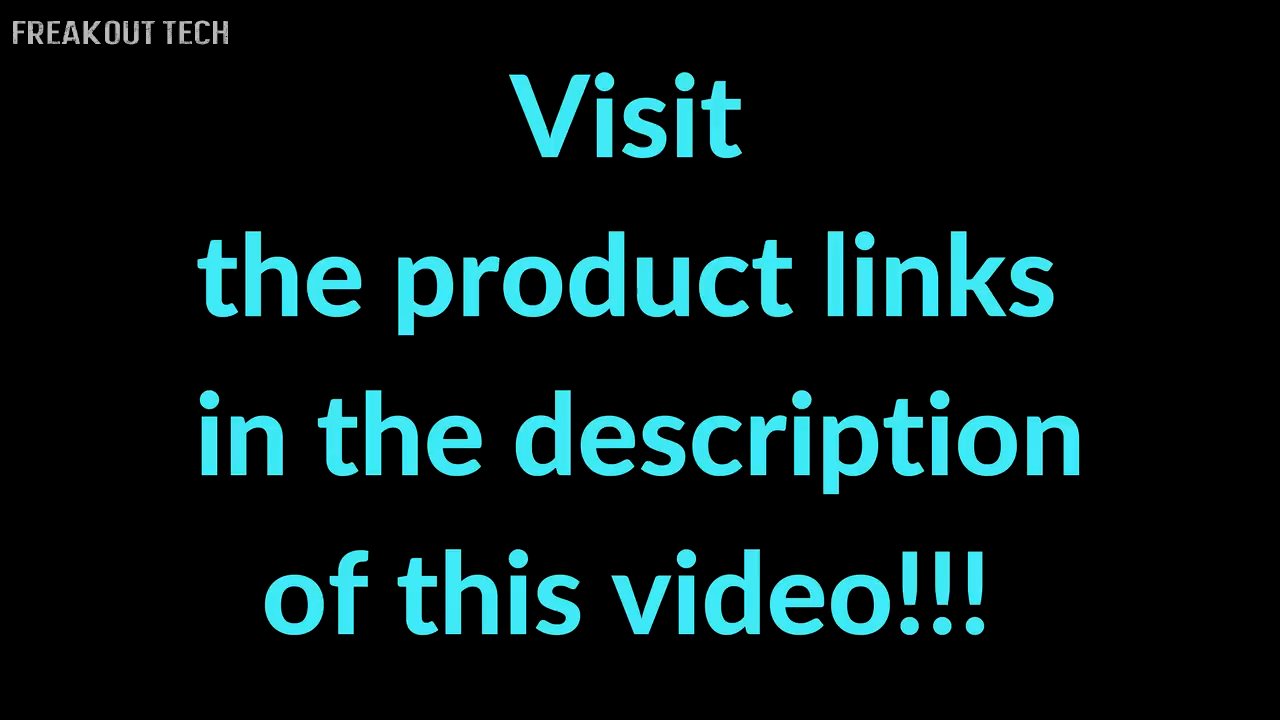 FREAKOUT TECH
Visit
the product links
in the description
of this video!!!